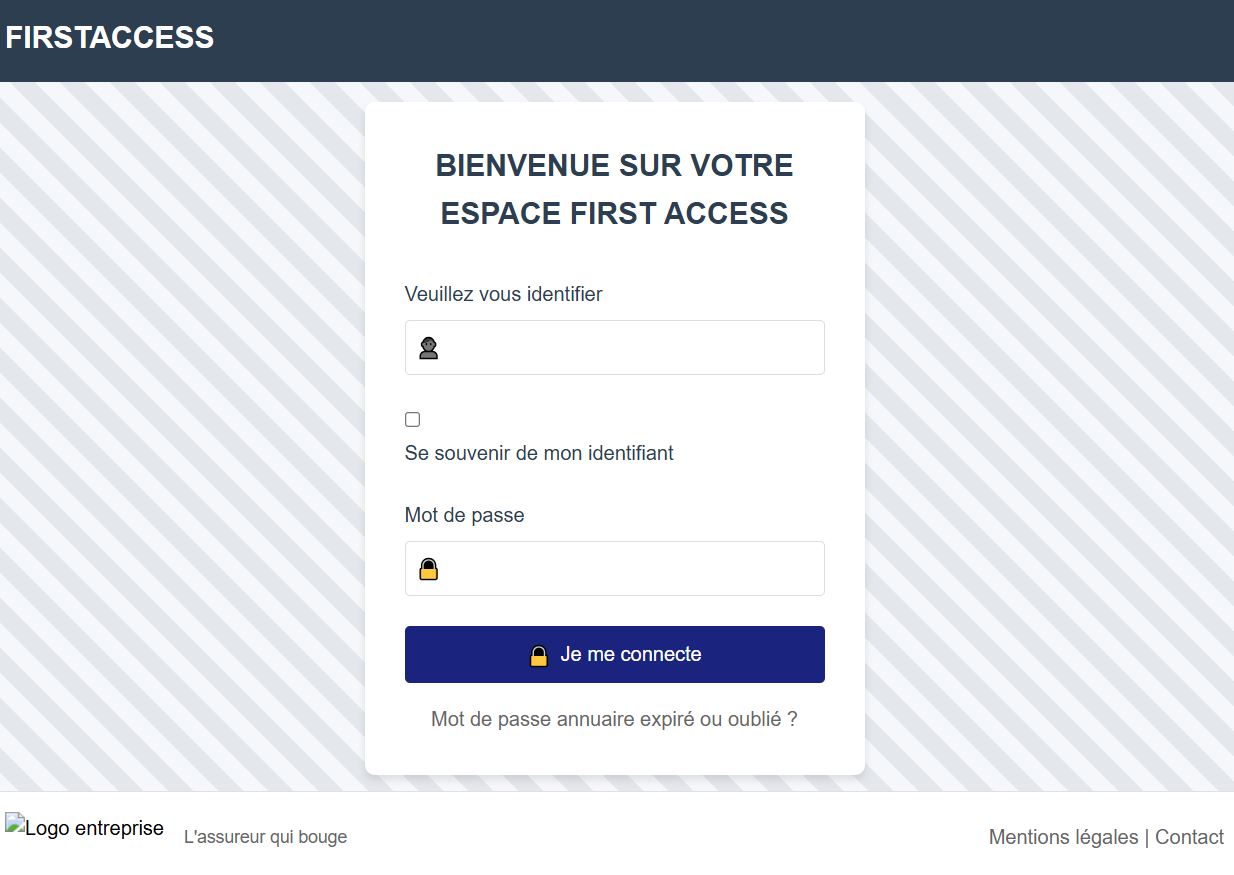 FIRSTACCESS
BIENVENUE SUR VOTRE
ESPACE FIRST ACCESS
Veuillez vous identifier
Se souvenir de mon identifiant
Mot de passe
Je me connecte
Mot de passe annuaire expiré ou oublié ?
Logo entreprise
L'assureur qui bouge
Mentions légales | Contact